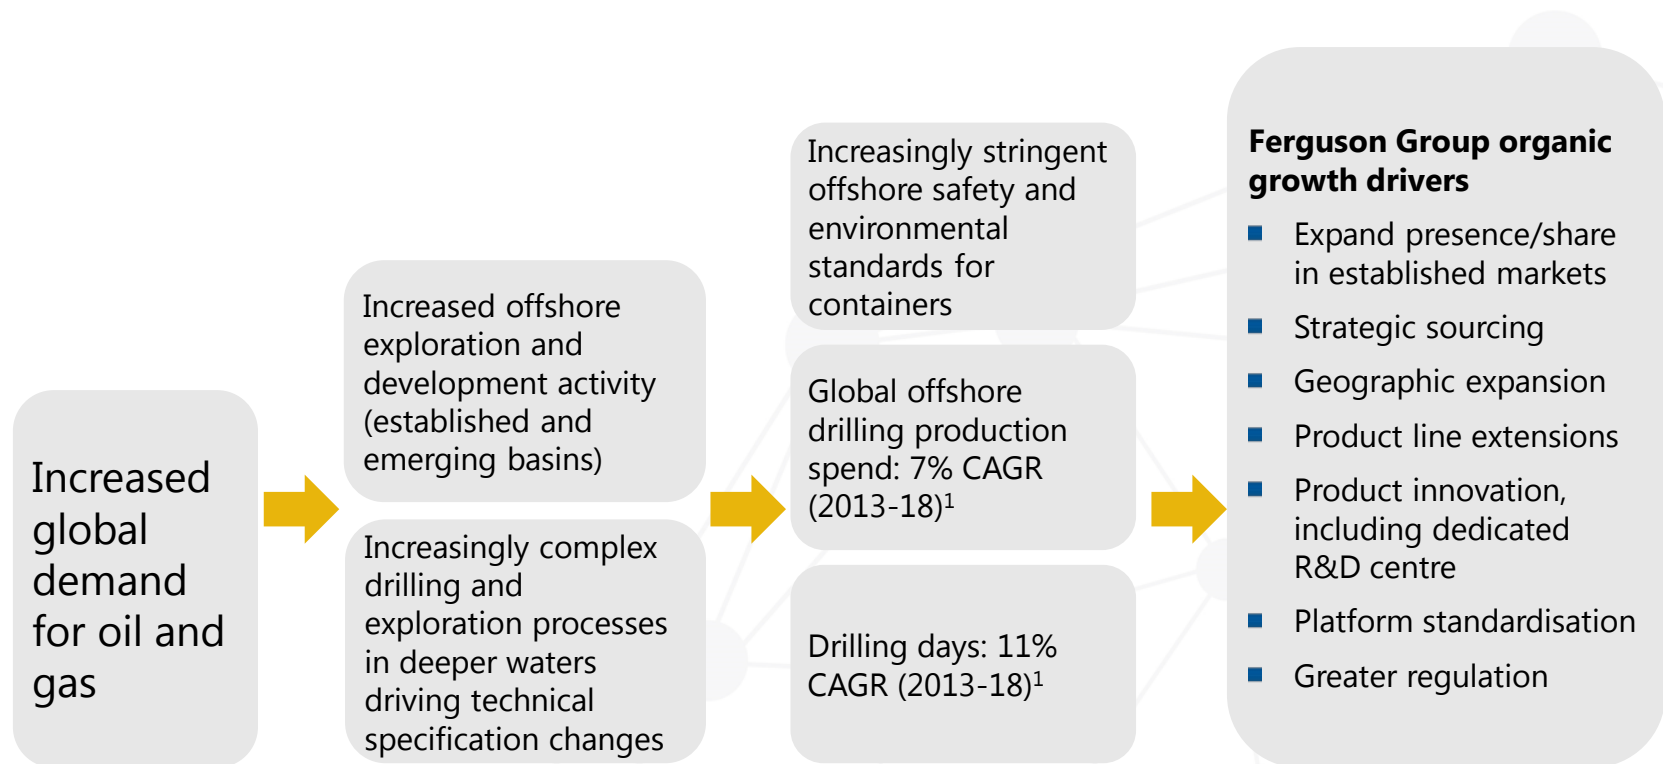 Increased
global
demand
for oil and
gas
Increased offshore
exploration and
development activity
(established and
emerging basins)
Increasingly complex
drilling and
exploration processes
in deeper waters
driving technical
specification changes
Increasingly stringent
offshore safety and
environmental
standards for
containers
Global offshore
drilling production
spend: 7% CAGR
(2013-18)¹
Drilling days: 11%
CAGR (2013-18)¹
Ferguson Group organic
growth drivers
Expand presence/share
in established markets
Strategic sourcing
Geographic expansion
Product line extensions
Product innovation,
including dedicated
R&D centre
Platform standardisation
Greater regulation